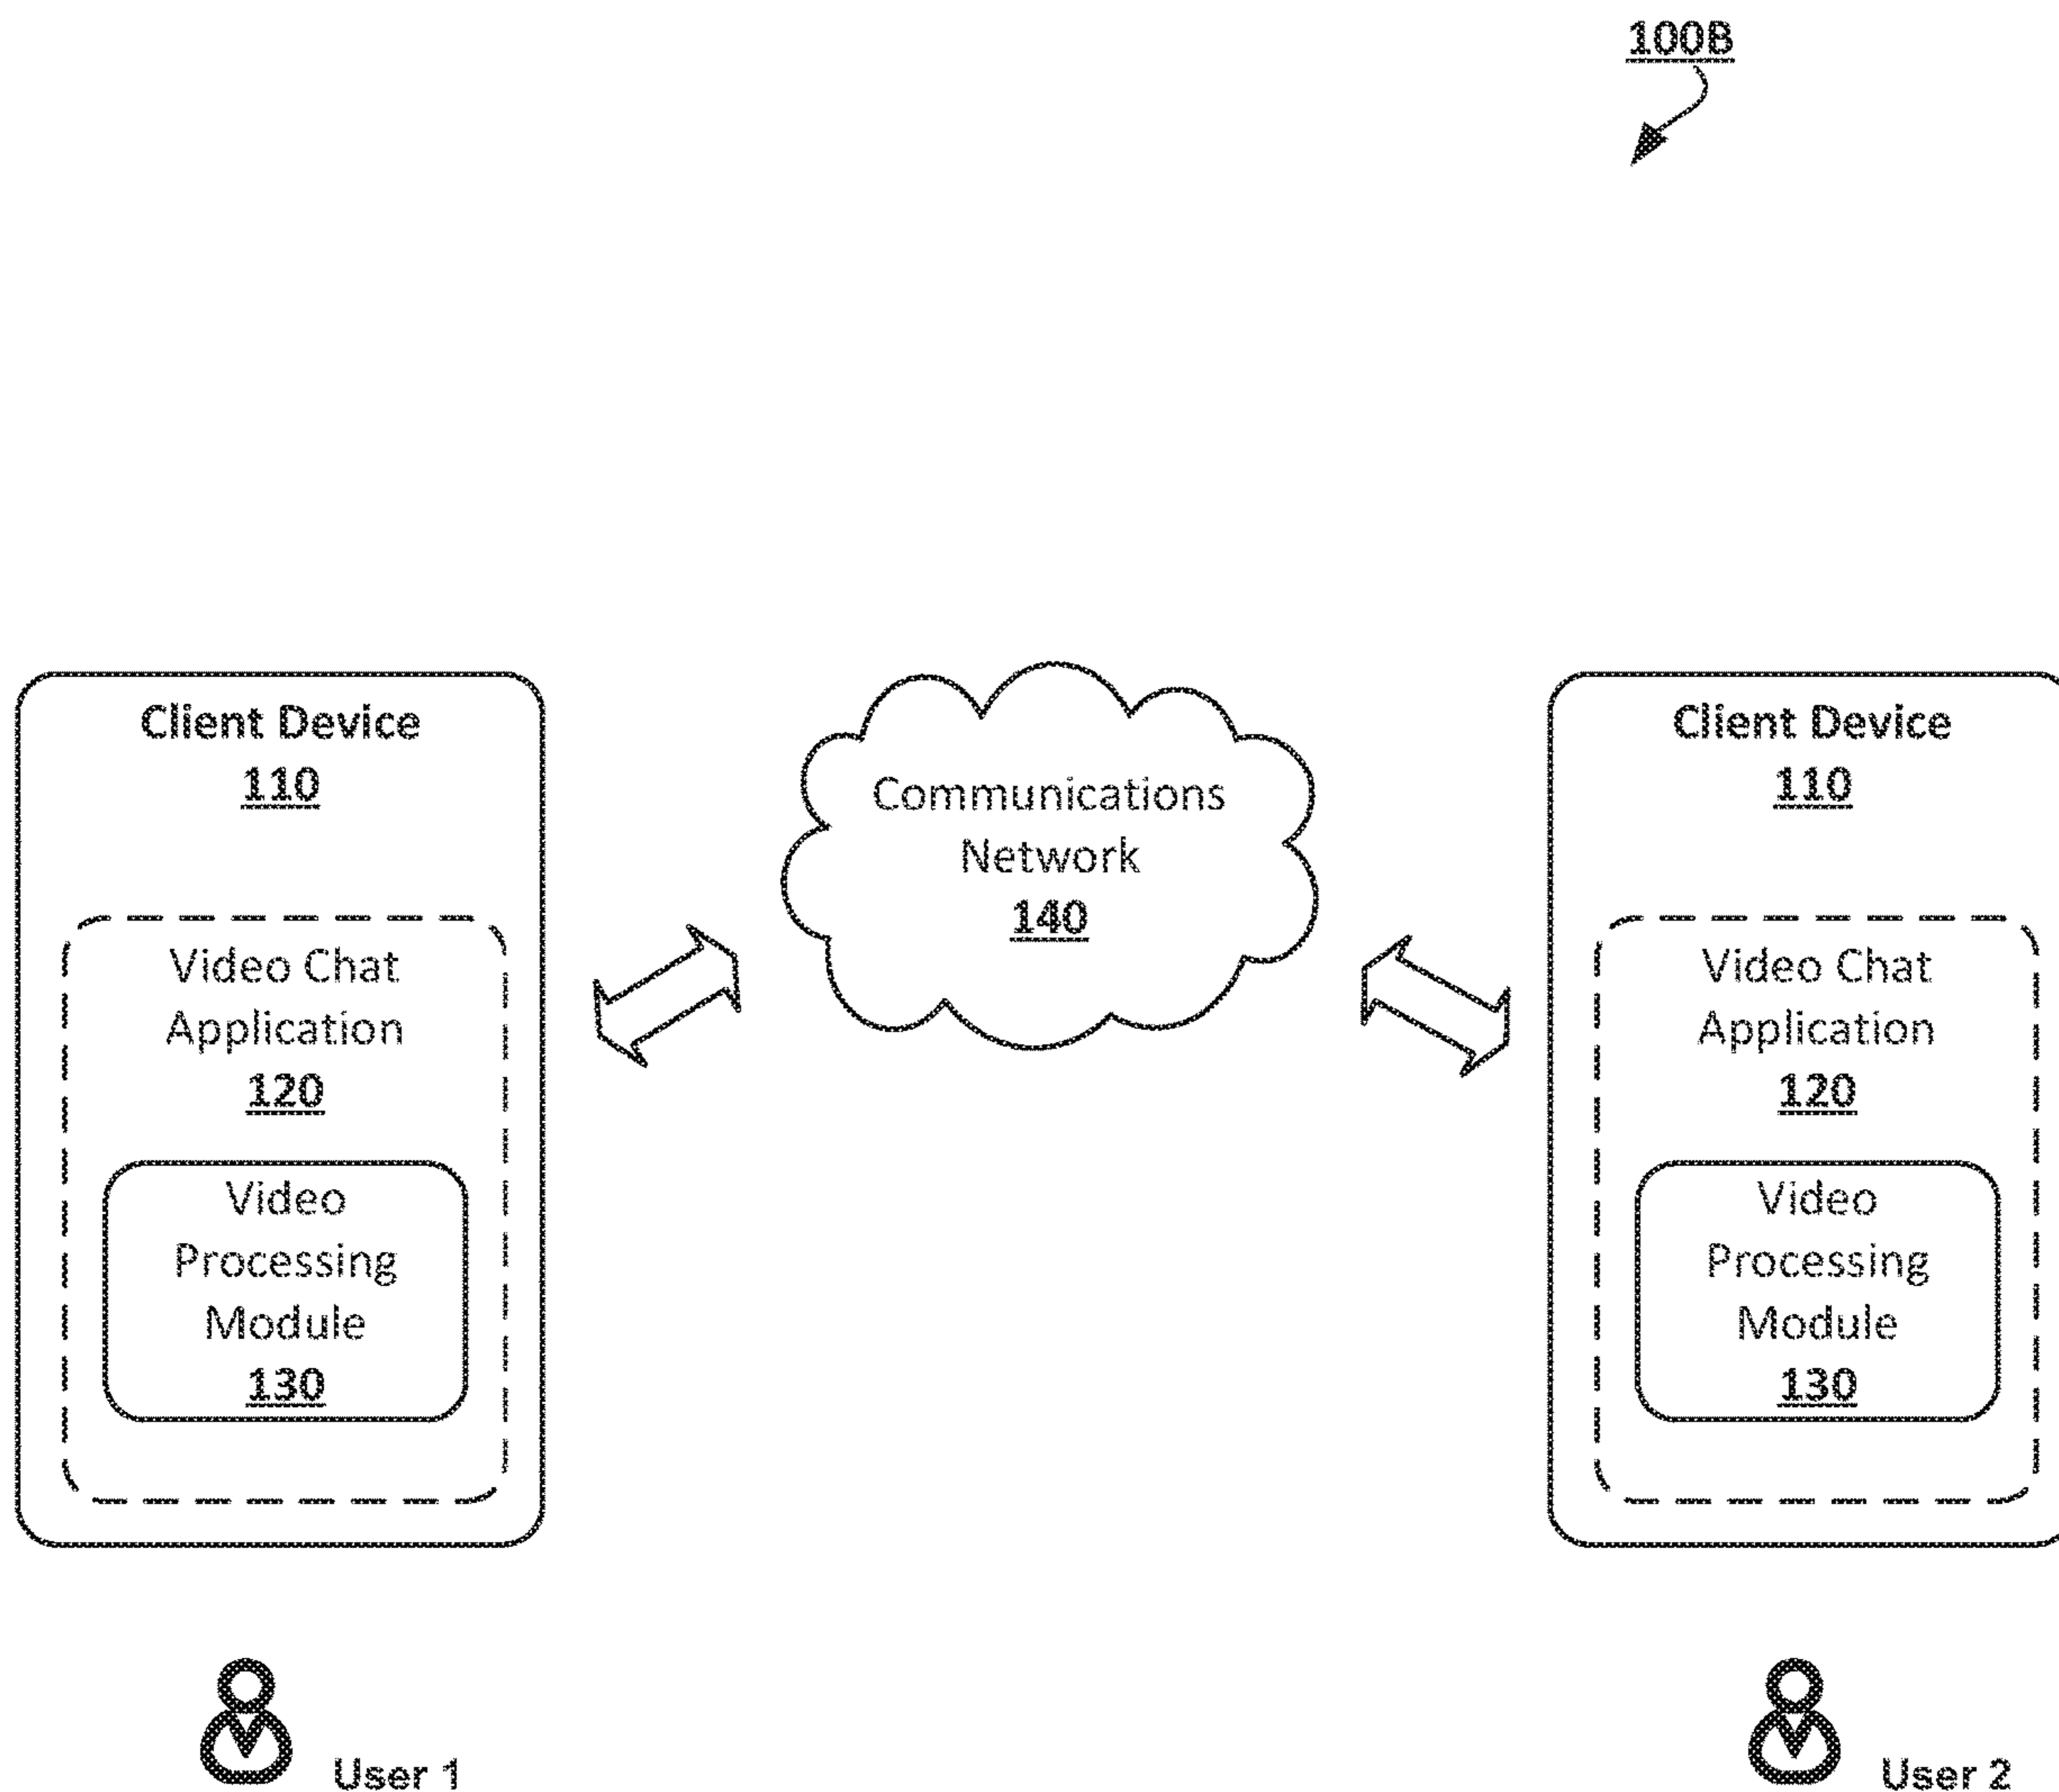 100B
Client Device
110
Video Chat
Application
120
Video
Processing
Module
130
User 1
Communications
Network
140
Client Device
110
Video Chat
Application
120
Video
Processing
Module
130
User 2